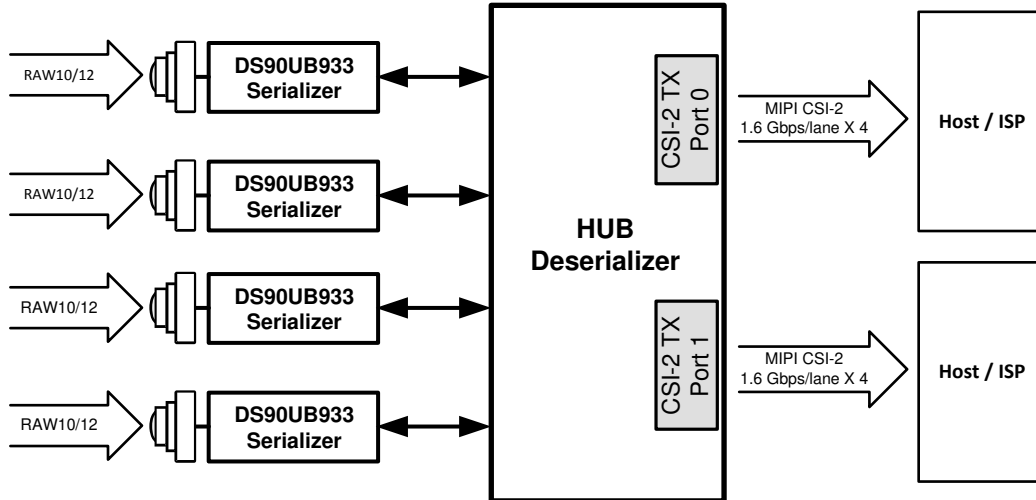 RAW10/12
DS90UB933
Serializer
RAW10/12
DS90UB933
Serializer
RAW10/12
DS90UB933
Serializer
RAW10/12
DS90UB933
Serializer
HUB
Deserializer
CSI-2 TX
Port 0
CSI-2 TX
Port 1
MIPI CSI-2
1.6 Gbps/lane X 4
Host / ISP
MIPI CSI-2
1.6 Gbps/lane X 4
Host / ISP